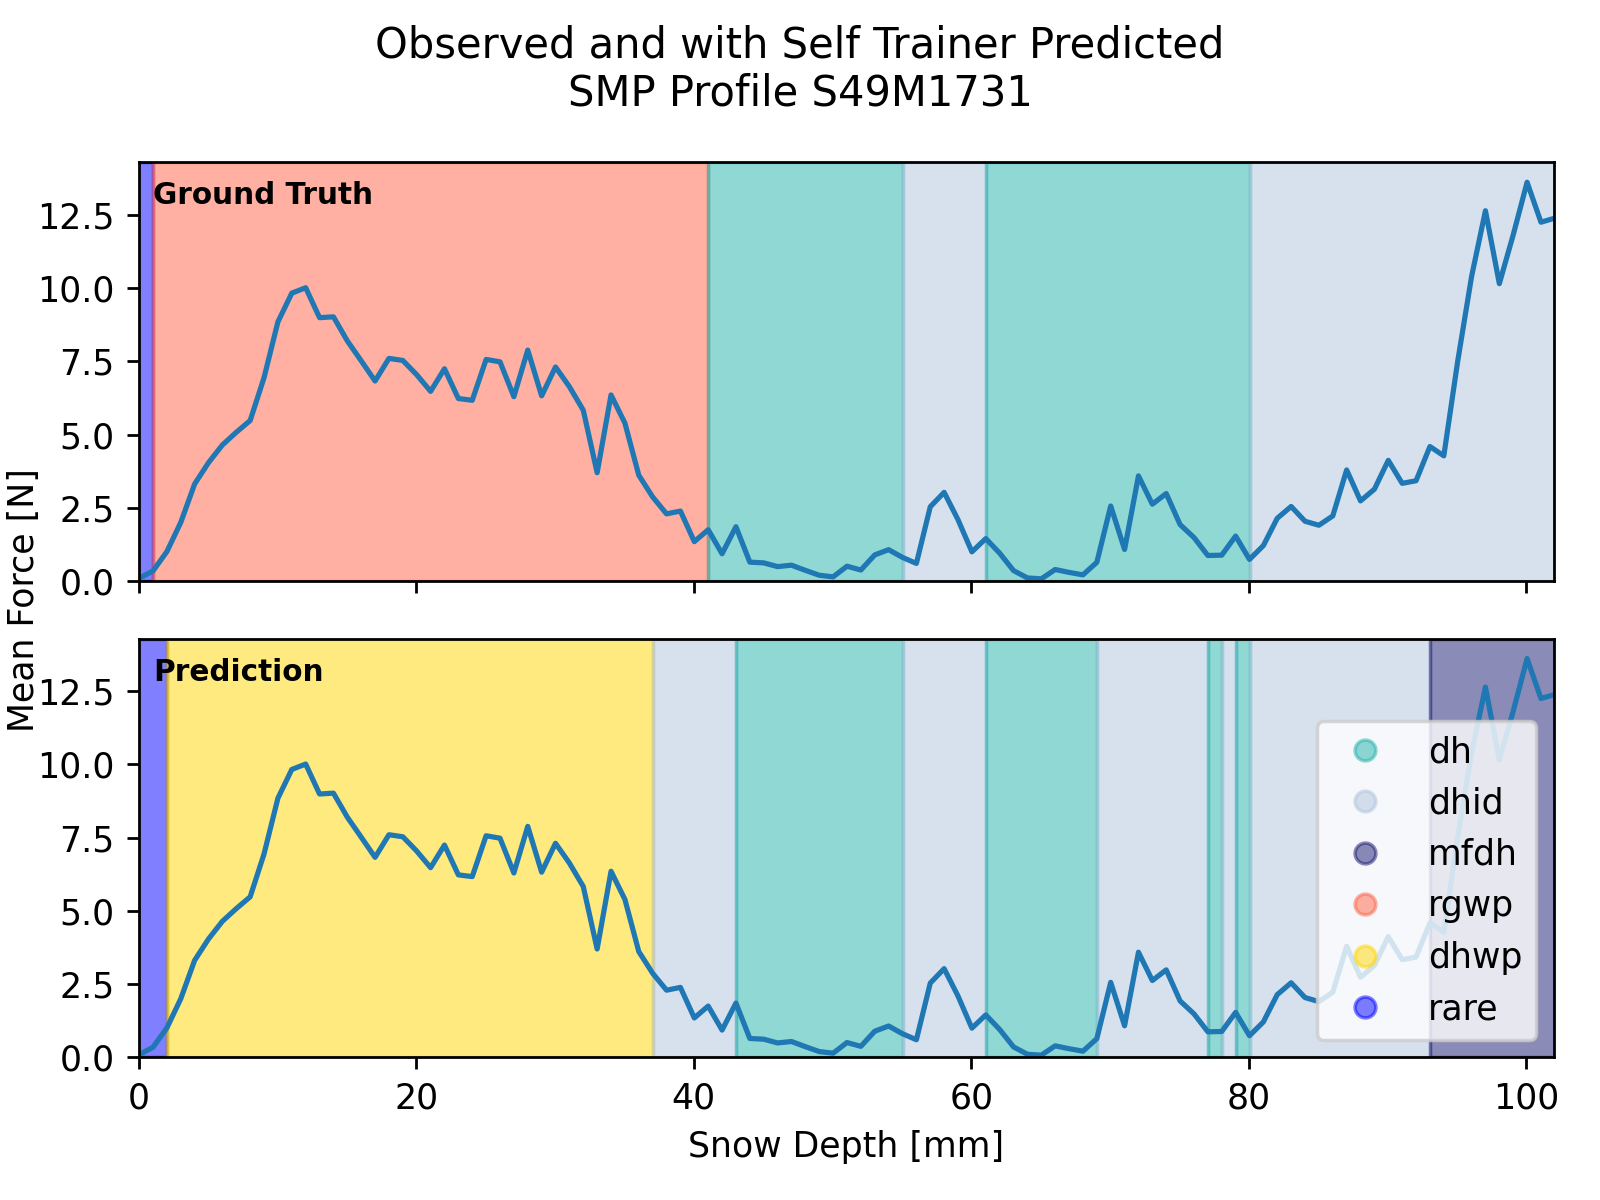 Observed and with Self Trainer Predicted
SMP Profile S49M1731
Mean Force [N]
Ground Truth
12.5
10.0
7.5
5.0
2.5
0.0
Prediction
12.5
10.0
7.5
5.0
2.5
0.0
dh
dhid
mfdh
rgwp
dhwp
rare
0 20 40 60 80 100
Snow Depth [mm]